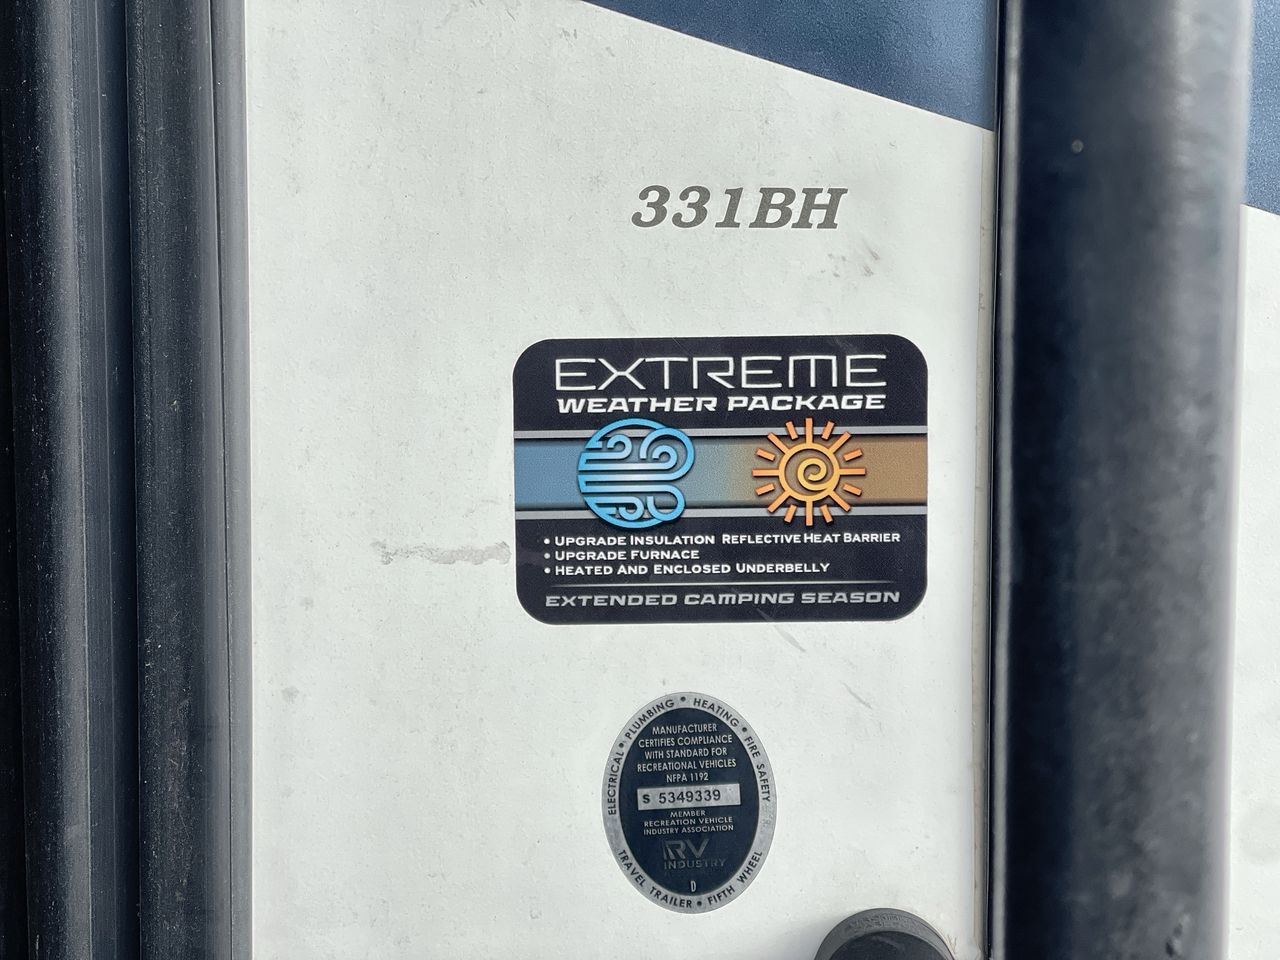 331BH
EXTREME
WEATHER PACKAGE
• UPGRADE INSULATION REFLECTIVE HEAT BARRIER
• UPGRADE FURNACE
• HEATED AND ENCLOSED UNDERBELLY
EXTENDED CAMPING SEASON
ELECTRICAL • PLUMBING • HEATING • FIRE SAFETY
MANUFACTURER
CERTIFIES COMPLIANCE
WITH STANDARD FOR
RECREATIONAL VEHICLES
NFPA 1192
S 5349339
MEMBER
RECREATION VEHICLE
INDUSTRY ASSOCIATION
RV
INDUSTRY
D
TRAVEL TRAILER • FIFTH WHEEL